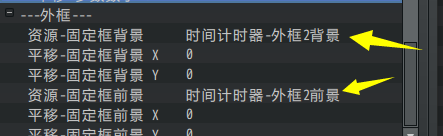 ---外框---
资源-固定框背景 时间计时器-外框2背景
平移-固定框背景 X 0
平移-固定框背景 Y 0
资源-固定框前景 时间计时器-外框2前景
平移-固定框前景 X 0
平移-固定框前景 Y 0